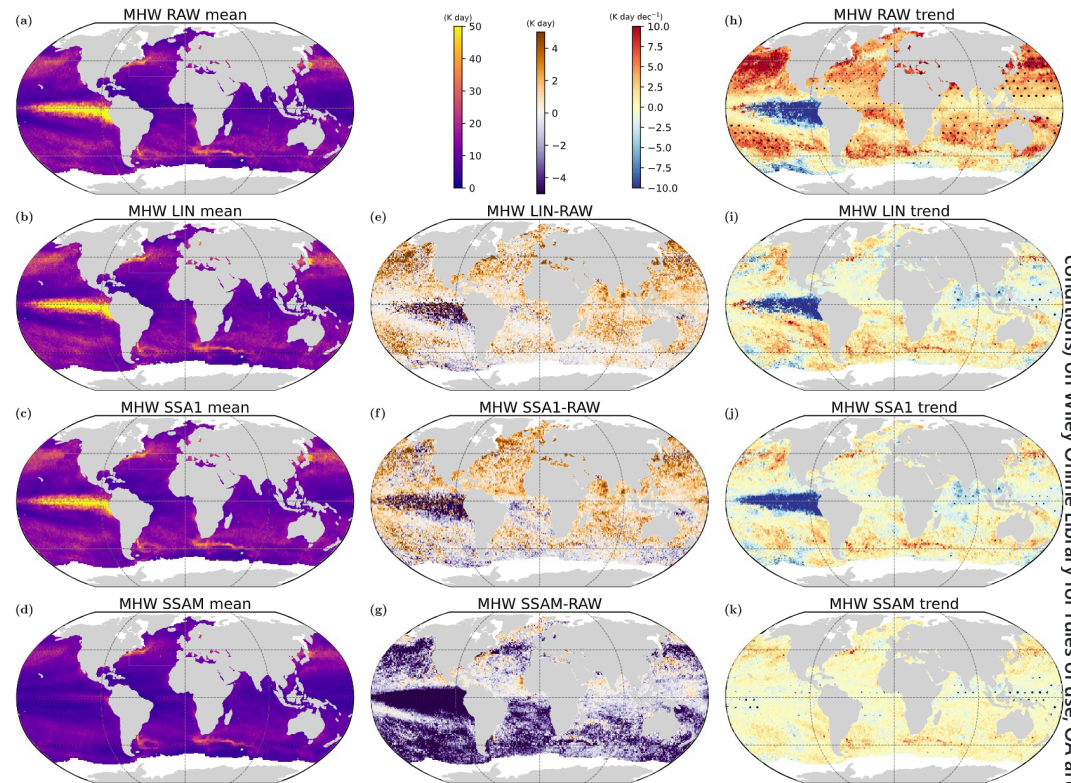 (a) MHW RAW mean
(K day)
50
40
30
20
10
0
(K day)
4
2
0
−2
−4
(K day dec⁻¹)
10.0
7.5
5.0
2.5
0.0
−2.5
−5.0
−7.5
−10.0
(h) MHW RAW trend
(b) MHW LIN mean
(e) MHW LIN-RAW
(i) MHW LIN trend
(c) MHW SSA1 mean
(f) MHW SSA1-RAW
(j) MHW SSA1 trend
(d) MHW SSAM mean
(g) MHW SSAM-RAW
(k) MHW SSAM trend
on Wiley Online Library for rules of use; OA